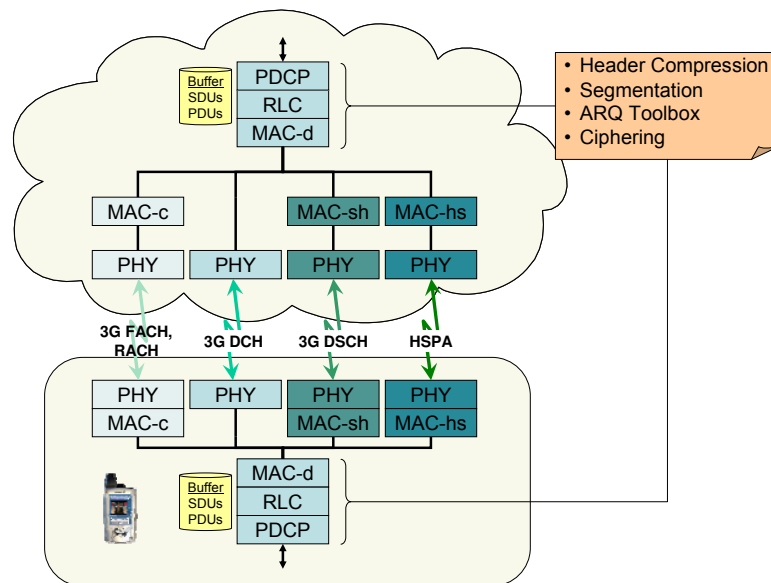 Buffer
SDUs
PDUs
PDCP
RLC
MAC-d
• Header Compression
• Segmentation
• ARQ Toolbox
• Ciphering
MAC-c
MAC-sh
MAC-hs
PHY
PHY
PHY
PHY
3G FACH,
RACH
3G DCH
3G DSCH
HSPA
PHY
PHY
PHY
PHY
MAC-c
MAC-sh
MAC-hs
Buffer
SDUs
PDUs
MAC-d
RLC
PDCP